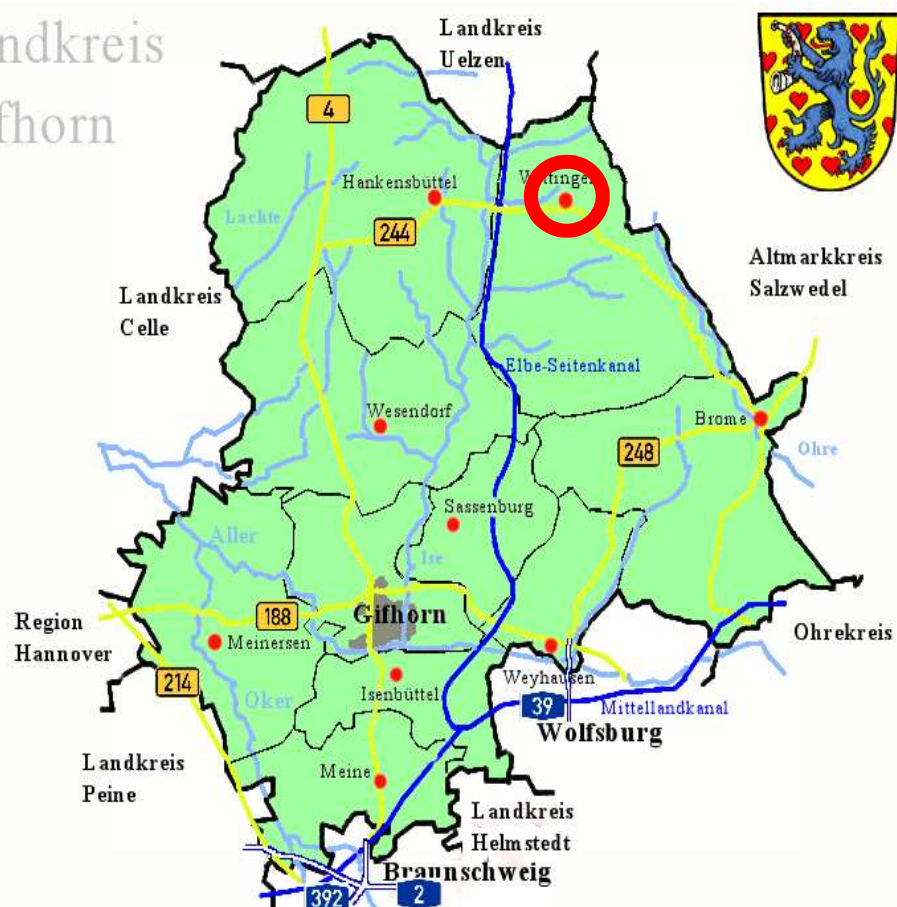 ndkreis
fhorn
Landkreis
Uelzen
4
Hankensbüttel
Lachte
244
Altmarkkreis
Salzwedel
Landkreis
Celle
Elbe-Seitenkanal
Wesendorf
Brome
248
Ohre
Sassenburg
Aller
Ise
Region
Hannover
188
Gifhorn
Ohrekreis
Meinersen
214
Oker
Isenbüttel
Weyhausen
39
Mittellandkanal
Wolfsburg
Landkreis
Peine
Meine
Landkreis
Helmstedt
Braunschweig
392
2